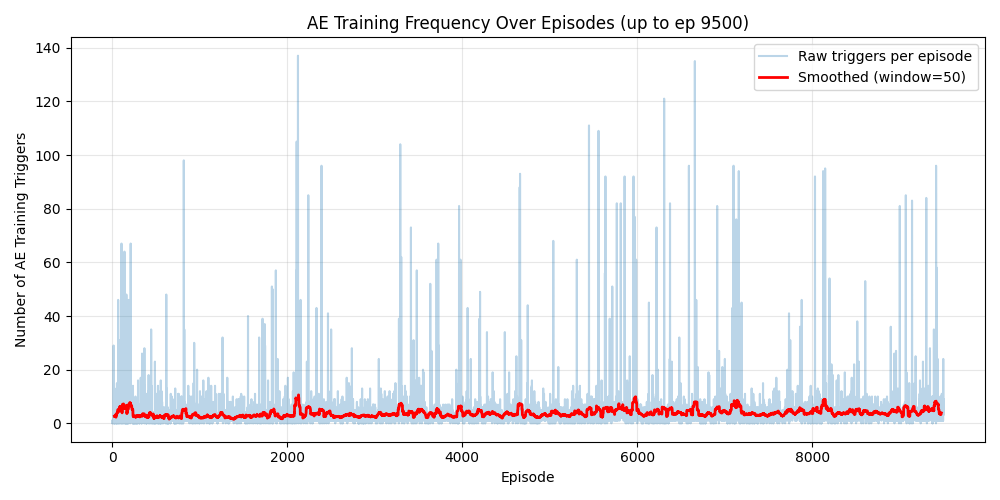 AE Training Frequency Over Episodes (up to ep 9500)
Raw triggers per episode
Smoothed (window=50)
Number of AE Training Triggers
140
120
100
80
60
40
20
0
0 2000 4000 6000 8000
Episode